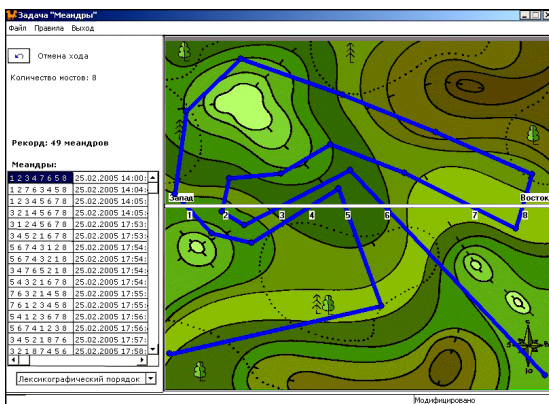 Задача "Меандры"
Файл Правила Выход
Отмена хода
Количество мостов: 8
Рекорд: 49 меандров
Меандры:
1 2 3 4 7 6 5 8 25.02.2005 14:00:
1 2 7 6 3 4 5 8 25.02.2005 14:04:
1 2 3 4 5 6 7 8 25.02.2005 14:05:
3 2 1 4 5 6 7 8 25.02.2005 14:05:
3 1 2 4 5 6 7 8 25.02.2005 17:53:
3 4 5 2 1 6 7 8 25.02.2005 17:53:
5 6 7 4 3 1 2 8 25.02.2005 17:54:
5 6 7 4 3 2 1 8 25.02.2005 17:54:
3 4 7 6 5 2 1 8 25.02.2005 17:54:
5 4 3 2 1 6 7 8 25.02.2005 17:54:
7 6 3 2 1 4 5 8 25.02.2005 17:55:
7 6 1 2 3 4 5 8 25.02.2005 17:56:
5 4 1 2 3 6 7 8 25.02.2005 17:56:
5 6 7 4 1 2 3 8 25.02.2005 17:56:
3 4 5 2 1 8 7 6 25.02.2005 17:57:
3 2 1 8 7 4 5 6 25.02.2005 17:58:
Лексикографический порядок
Запад Восток
1 2 3 4 5 6 7 8
Ю
Модифицировано